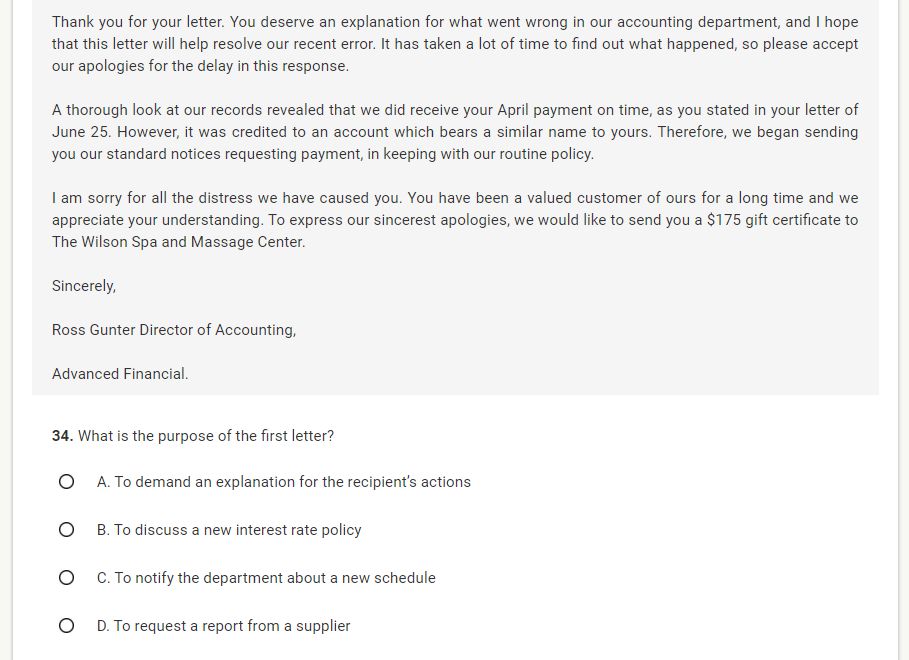 Thank you for your letter. You deserve an explanation for what went wrong in our accounting department, and I hope
that this letter will help resolve our recent error. It has taken a lot of time to find out what happened, so please accept
our apologies for the delay in this response.
A thorough look at our records revealed that we did receive your April payment on time, as you stated in your letter of
June 25. However, it was credited to an account which bears a similar name to yours. Therefore, we began sending
you our standard notices requesting payment, in keeping with our routine policy.
I am sorry for all the distress we have caused you. You have been a valued customer of ours for a long time and we
appreciate your understanding. To express our sincerest apologies, we would like to send you a $175 gift certificate to
The Wilson Spa and Massage Center.
Sincerely,
Ross Gunter Director of Accounting,
Advanced Financial.
34. What is the purpose of the first letter?
A. To demand an explanation for the recipient's actions
B. To discuss a new interest rate policy
C. To notify the department about a new schedule
D. To request a report from a supplier